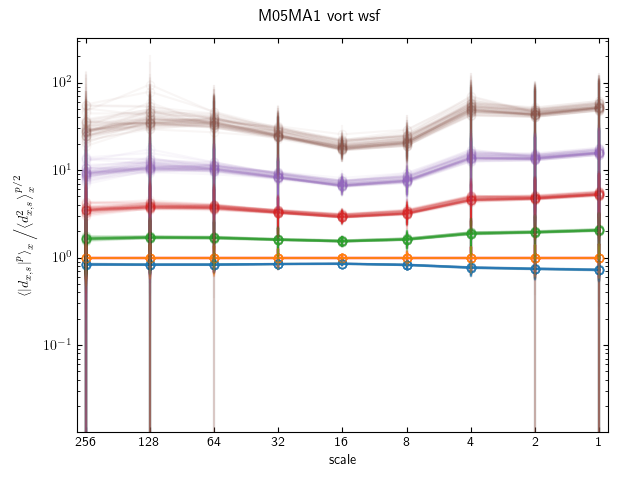 M05MA1 vort wsf
⟨|d_{x,s}|^p⟩_x / ⟨d^2_{x,s}⟩_x^{p/2}
10^2
10^1
10^0
10^{-1}
256 128 64 32 16 8 4 2 1
scale